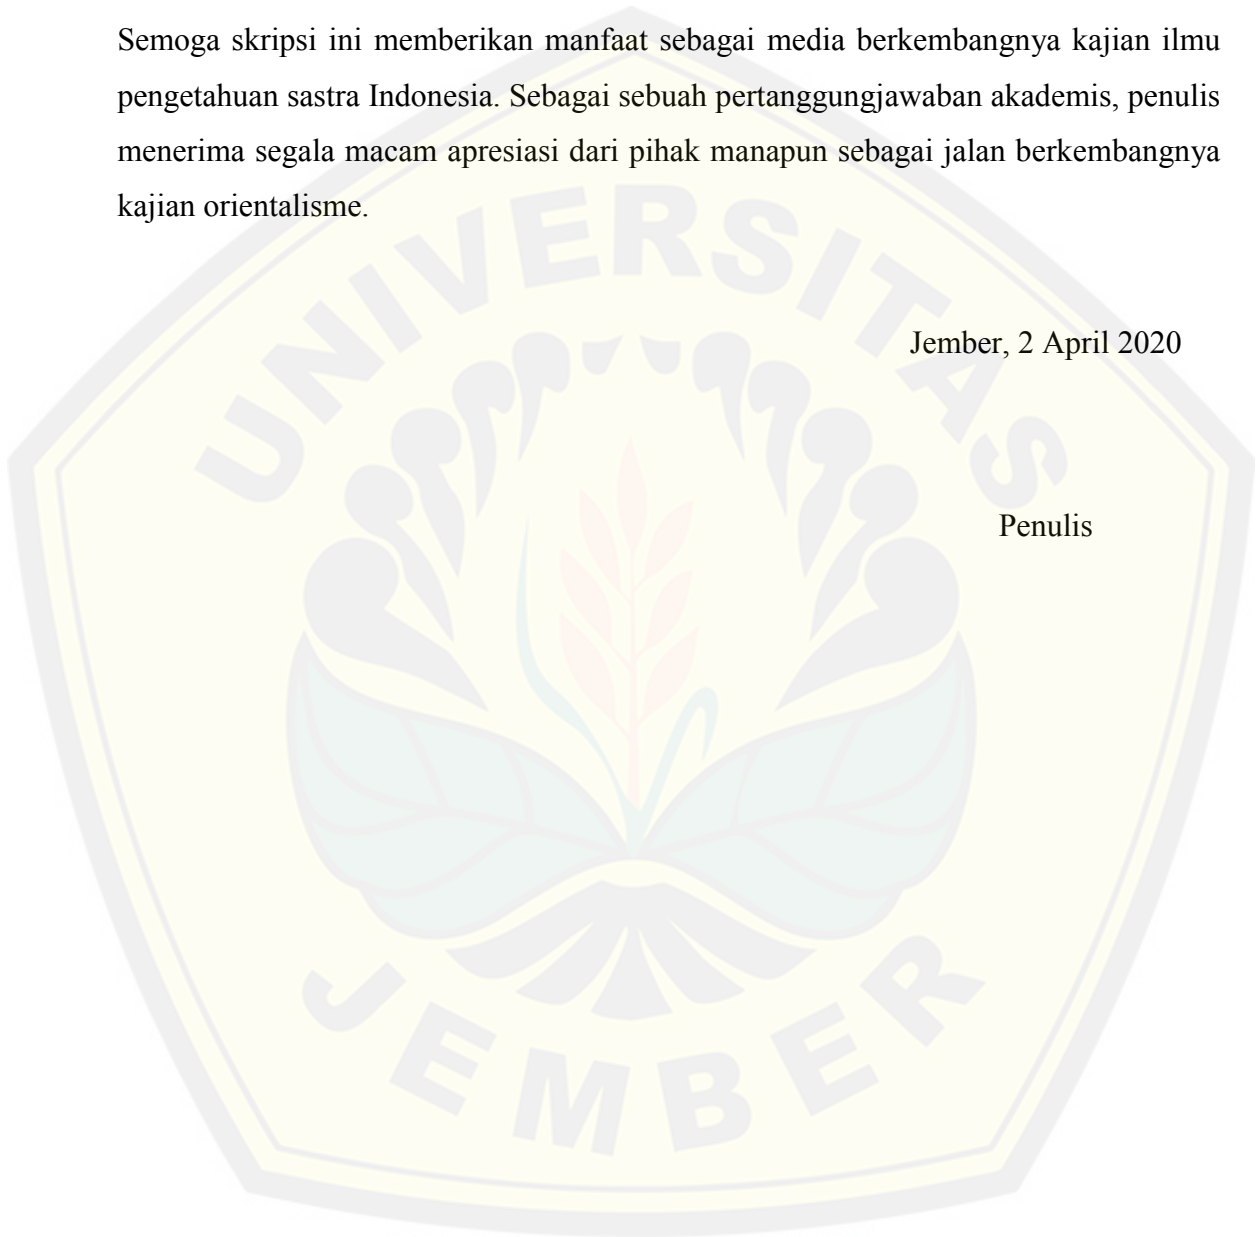 Semoga skripsi ini memberikan manfaat sebagai media berkembangnya kajian ilmu
pengetahuan sastra Indonesia. Sebagai sebuah pertanggungjawaban akademis, penulis
menerima segala macam apresiasi dari pihak manapun sebagai jalan berkembangnya
kajian orientalisme.
Jember, 2 April 2020
Penulis
UNIVERSITAS
JEMBER